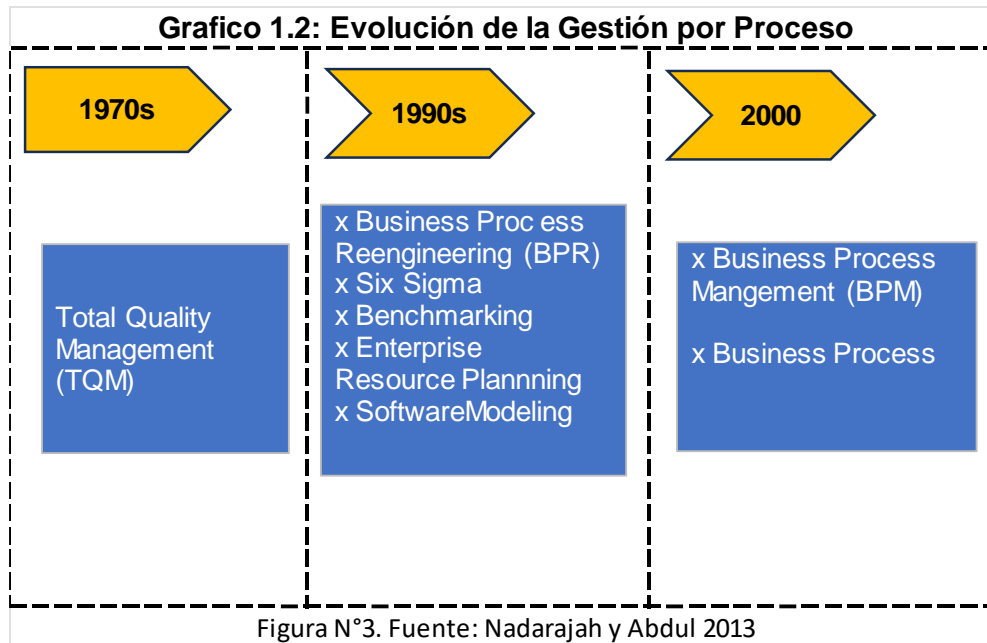 Grafico 1.2: Evolución de la Gestión por Proceso
1970s
1990s
2000
Total Quality
Management
(TQM)
x Business Proc ess
Reengineering (BPR)
x Six Sigma
x Benchmarking
x Enterprise
Resource Plannning
x SoftwareModeling
x Business Process
Mangement (BPM)
x Business Process
Figura N°3. Fuente: Nadarajah y Abdul 2013